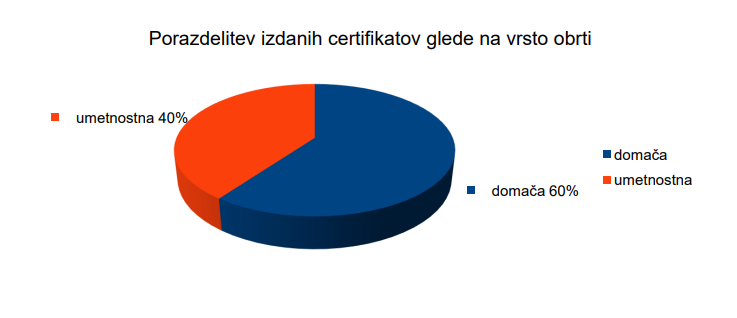 Porazdelitev izdanih certifikatov glede na vrsto obrti
umetnostna 40%
domača
umetnostna
domača 60%